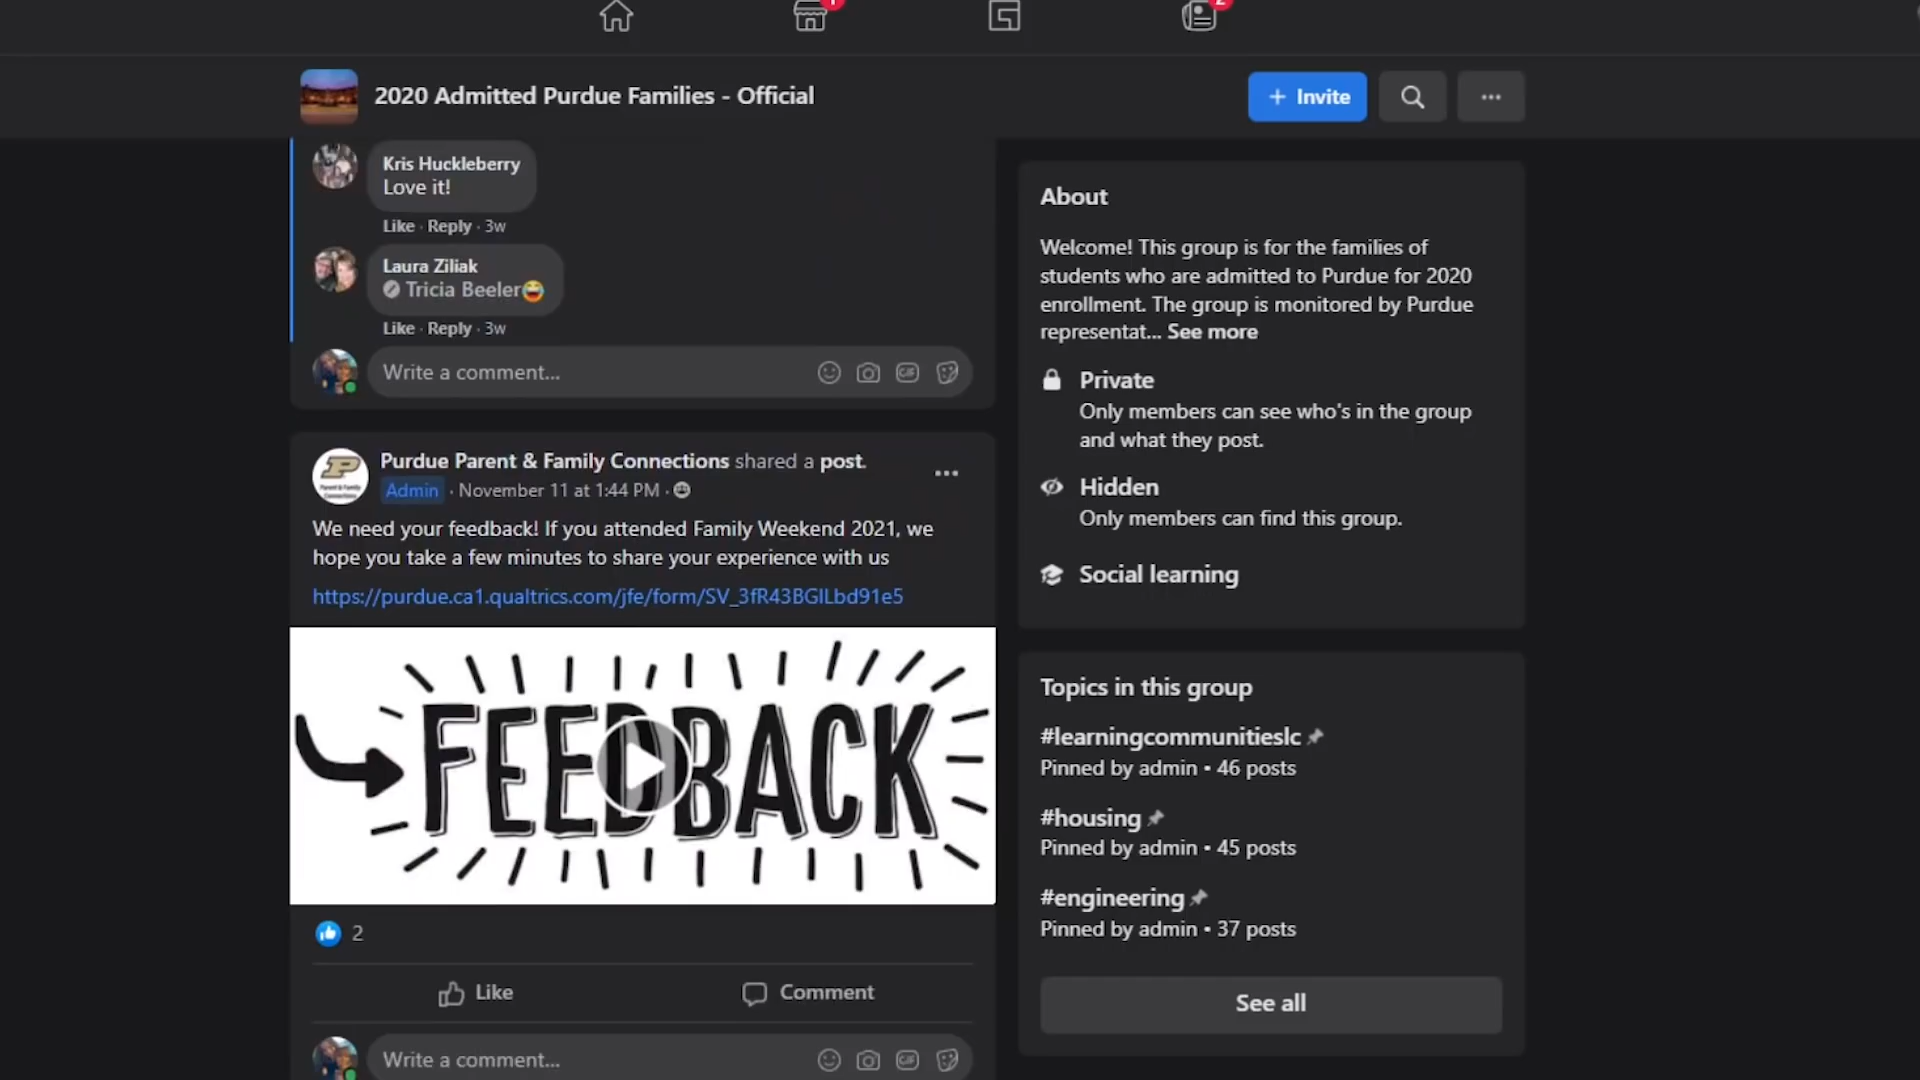 1
2
2020 Admitted Purdue Families - Official
+ Invite
Kris Huckleberry
Love it!
Like · Reply · 3w
Laura Ziliak
Tricia Beeler😆
Like · Reply · 3w
Write a comment...
GIF
Purdue Parent & Family Connections shared a post.
Admin · November 11 at 1:44 PM ·
We need your feedback! If you attended Family Weekend 2021, we
hope you take a few minutes to share your experience with us
https://purdue.ca1.qualtrics.com/jfe/form/SV_3fR43BGILbd91e5
FEEDBACK
2
Like
Comment
Write a comment...
GIF
About
Welcome! This group is for the families of
students who are admitted to Purdue for 2020
enrollment. The group is monitored by Purdue
representat... See more
Private
Only members can see who's in the group
and what they post.
Hidden
Only members can find this group.
Social learning
Topics in this group
#learningcommunitieslc
Pinned by admin • 46 posts
#housing
Pinned by admin • 45 posts
#engineering
Pinned by admin • 37 posts
See all